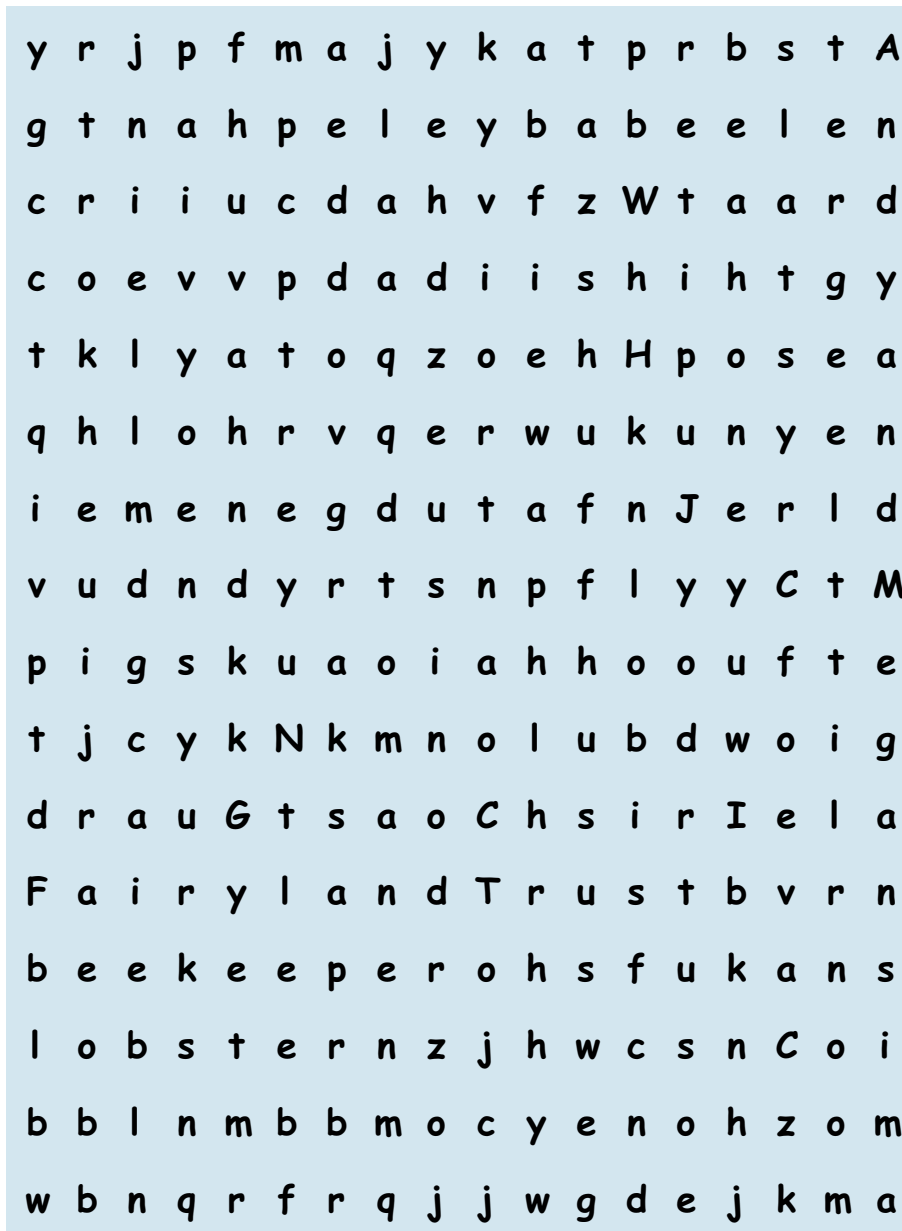 y r j p f m a j y k a t p r b s t A
g t n a h p e l e y b a b e e l e n
c r i i u c d a h v f z W t a a r d
c o e v v p d a d i i s h i h t g y
t k l y a t o q z o e h H p o s e a
q h l o h r v q e r w u k u n y e n
i e m e n e g d u t a f n J e r l d
v u d n d y r t s n p f l y y C t M
p i g s k u a o i a h h o o u f t e
t j c y k N k m n o l u b d w o i g
d r a u G t s a o C h s i r I e l a
F a i r y l a n d T r u s t b v r n
b e e k e e p e r o h s f u k a n s
l o b s t e r n z j h w c s n C o i
b b l n m b b m o c y e n o h z o m
w b n q r f r q j j w g d e j k m a